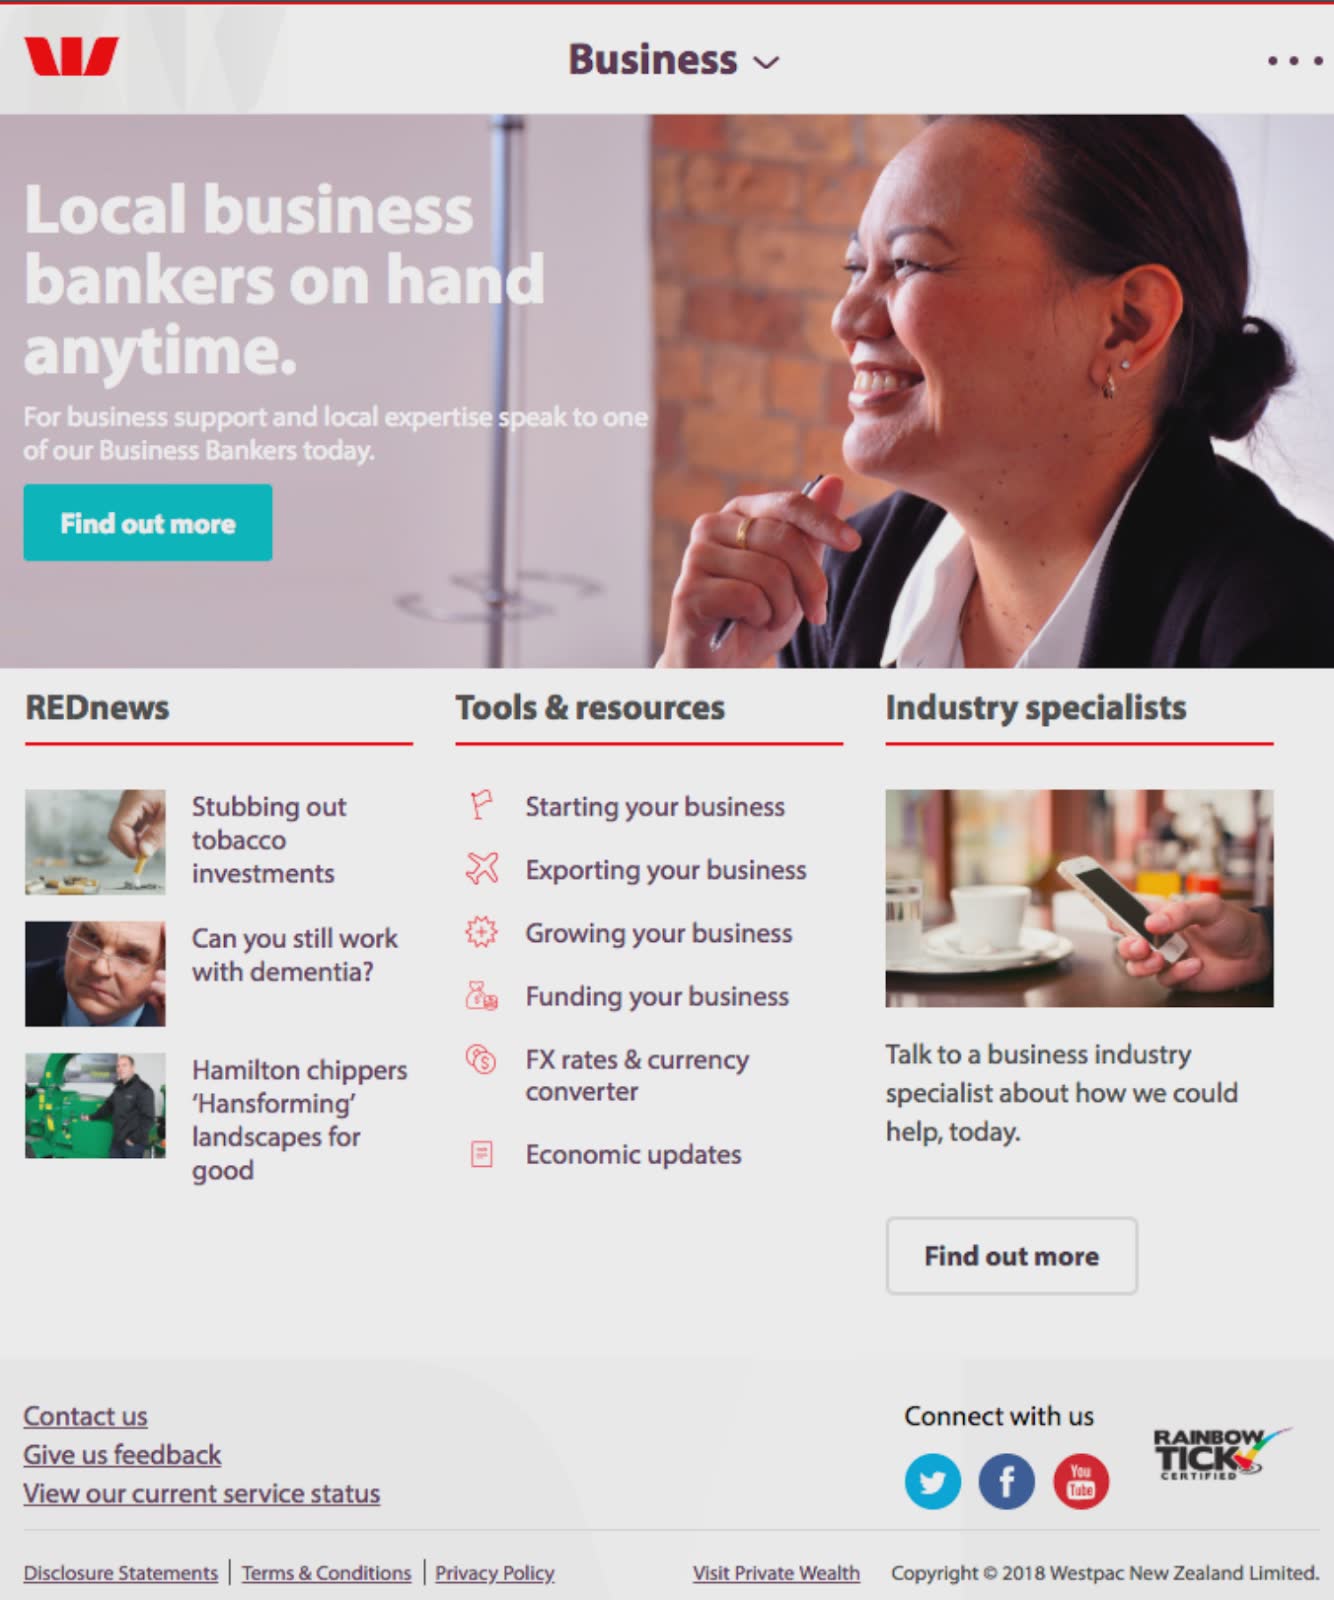 Business
Local business
bankers on hand
anytime.
For business support and local expertise speak to one
of our Business Bankers today.
Find out more
REDnews
Stubbing out
tobacco
investments
Can you still work
with dementia?
Hamilton chippers
‘Hansforming’
landscapes for
good
Tools & resources
Starting your business
Exporting your business
Growing your business
Funding your business
FX rates & currency
converter
Economic updates
Industry specialists
Talk to a business industry
specialist about how we could
help, today.
Find out more
Contact us
Give us feedback
View our current service status
Connect with us
You
Tube
RAINBOW
TICK
CERTIFIED
Disclosure Statements | Terms & Conditions | Privacy Policy
Visit Private Wealth
Copyright © 2018 Westpac New Zealand Limited.